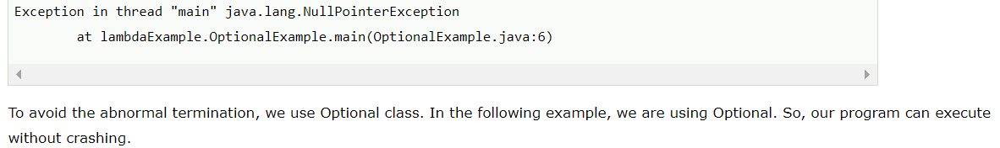 Exception in thread "main" java.lang.NullPointerException
at lambdaExample.OptionalExample.main(OptionalExample.java:6)
To avoid the abnormal termination, we use Optional class. In the following example, we are using Optional. So, our program can execute
without crashing.